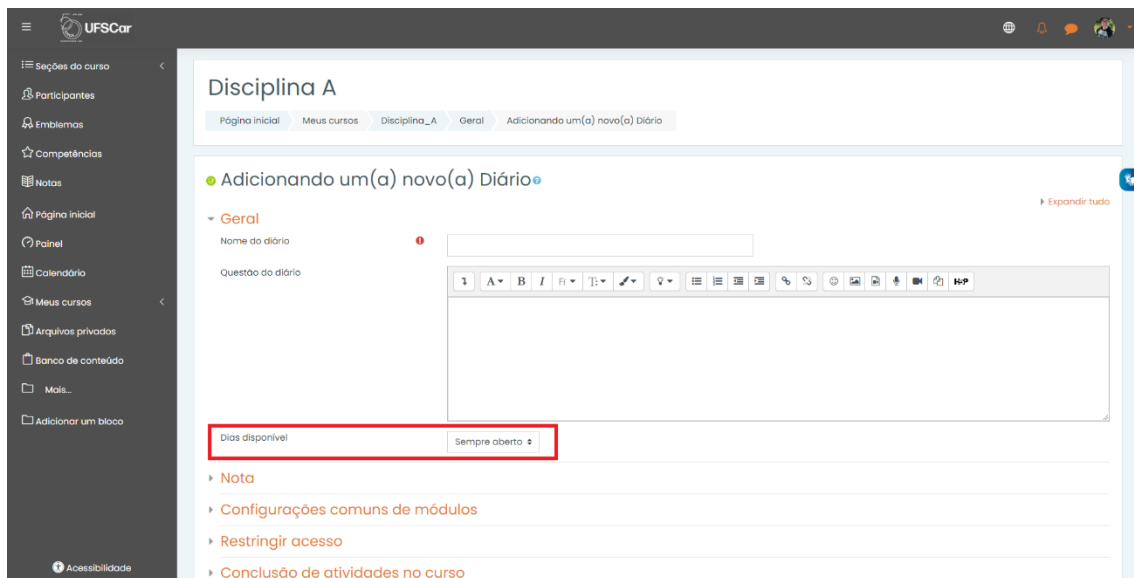 UFSCar
Seções do curso
Participantes
Emblemas
Competências
Notas
Página inicial
Painel
Calendário
Meus cursos
Arquivos privados
Banco de conteúdo
Mais...
Adicionar um bloco
Acessibilidade
Disciplina A
Página inicial Meus cursos Disciplina_A Geral Adicionando um(a) novo(a) Diário
Adicionando um(a) novo(a) Diário
Expandir tudo
Geral
Nome do diário
Questão do diário
A B I H-P
Dias disponível Sempre aberto
Nota
Configurações comuns de módulos
Restringir acesso
Conclusão de atividades no curso